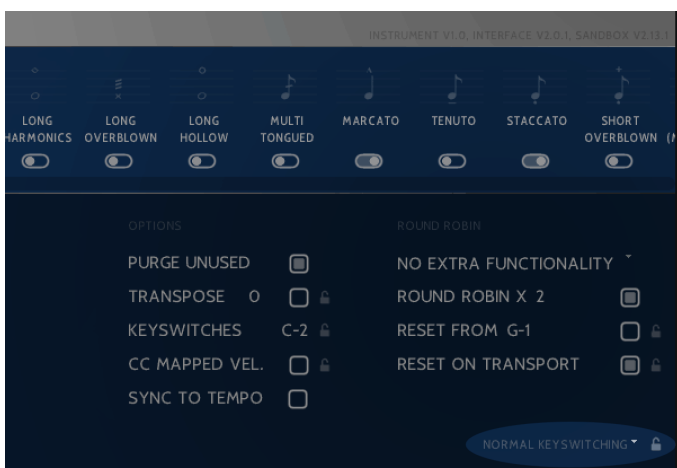 INSTRUMENT V1.0, INTERFACE V2.0.1, SANDBOX V2.13.1
LONG HARMONICS
LONG OVERBLOWN
LONG HOLLOW
MULTI TONGUED
MARCATO
TENUTO
STACCATO
SHORT OVERBLOWN
OPTIONS
PURGE UNUSED
TRANSPOSE 0
KEYSWITCHES C-2
CC MAPPED VEL.
SYNC TO TEMPO
ROUND ROBIN
NO EXTRA FUNCTIONALITY
ROUND ROBIN X 2
RESET FROM G-1
RESET ON TRANSPORT
NORMAL KEYSWITCHING